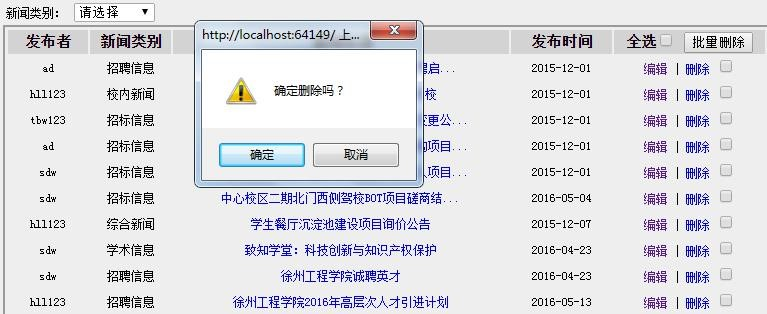 新闻类别： 请选择
发布者 新闻类别 发布时间 全选 批量删除
http://localhost:64149/ 上...
确定删除吗？
确定 取消
ad 招聘信息 启... 2015-12-01 编辑 | 删除
hll123 校内新闻 校 2015-12-01 编辑 | 删除
tbw123 招标信息 变更公... 2015-12-01 编辑 | 删除
ad 招标信息 项目... 2015-12-01 编辑 | 删除
sdw 招标信息 项目... 2015-12-01 编辑 | 删除
sdw 招标信息 中心校区二期北门西侧驾校BOT项目磋商结... 2016-05-04 编辑 | 删除
hll123 综合新闻 学生餐厅沉淀池建设项目询价公告 2015-12-07 编辑 | 删除
sdw 学术信息 致知学堂：科技创新与知识产权保护 2016-04-23 编辑 | 删除
sdw 招聘信息 徐州工程学院诚聘英才 2016-04-23 编辑 | 删除
hll123 招聘信息 徐州工程学院2016年高层次人才引进计划 2016-05-13 编辑 | 删除